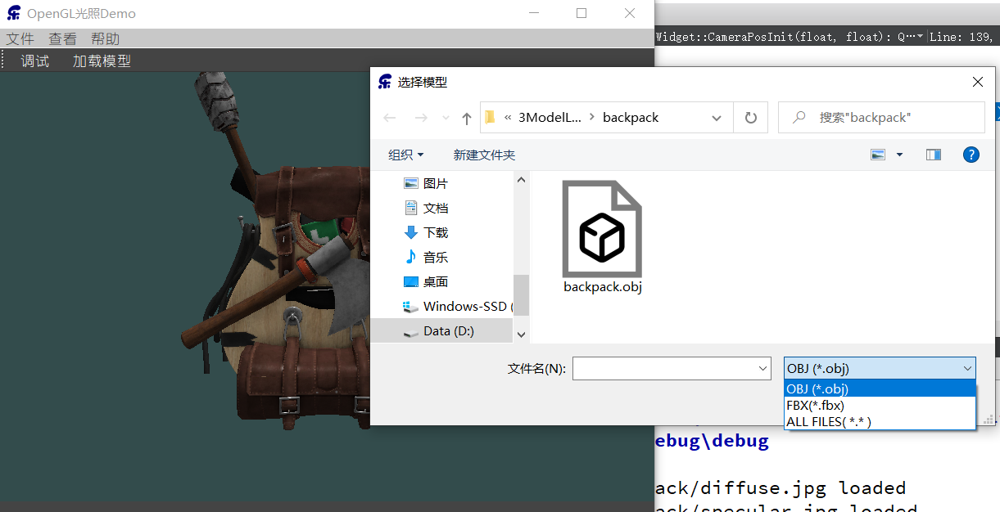 OpenGL光照Demo
文件 查看 帮助
调试 加载模型
Widget::CameraPosInit(float, float): Q… Line: 139,
选择模型
« 3ModelL... › backpack
搜索"backpack"
组织 新建文件夹
图片
文档
下载
音乐
桌面
Windows-SSD (
Data (D:)
backpack.obj
文件名(N):
OBJ (*.obj)
OBJ (*.obj)
FBX(*.fbx)
ALL FILES( *.* )
ebug\debug
ack/diffuse.jpg loaded
ack/specular.jpg loaded